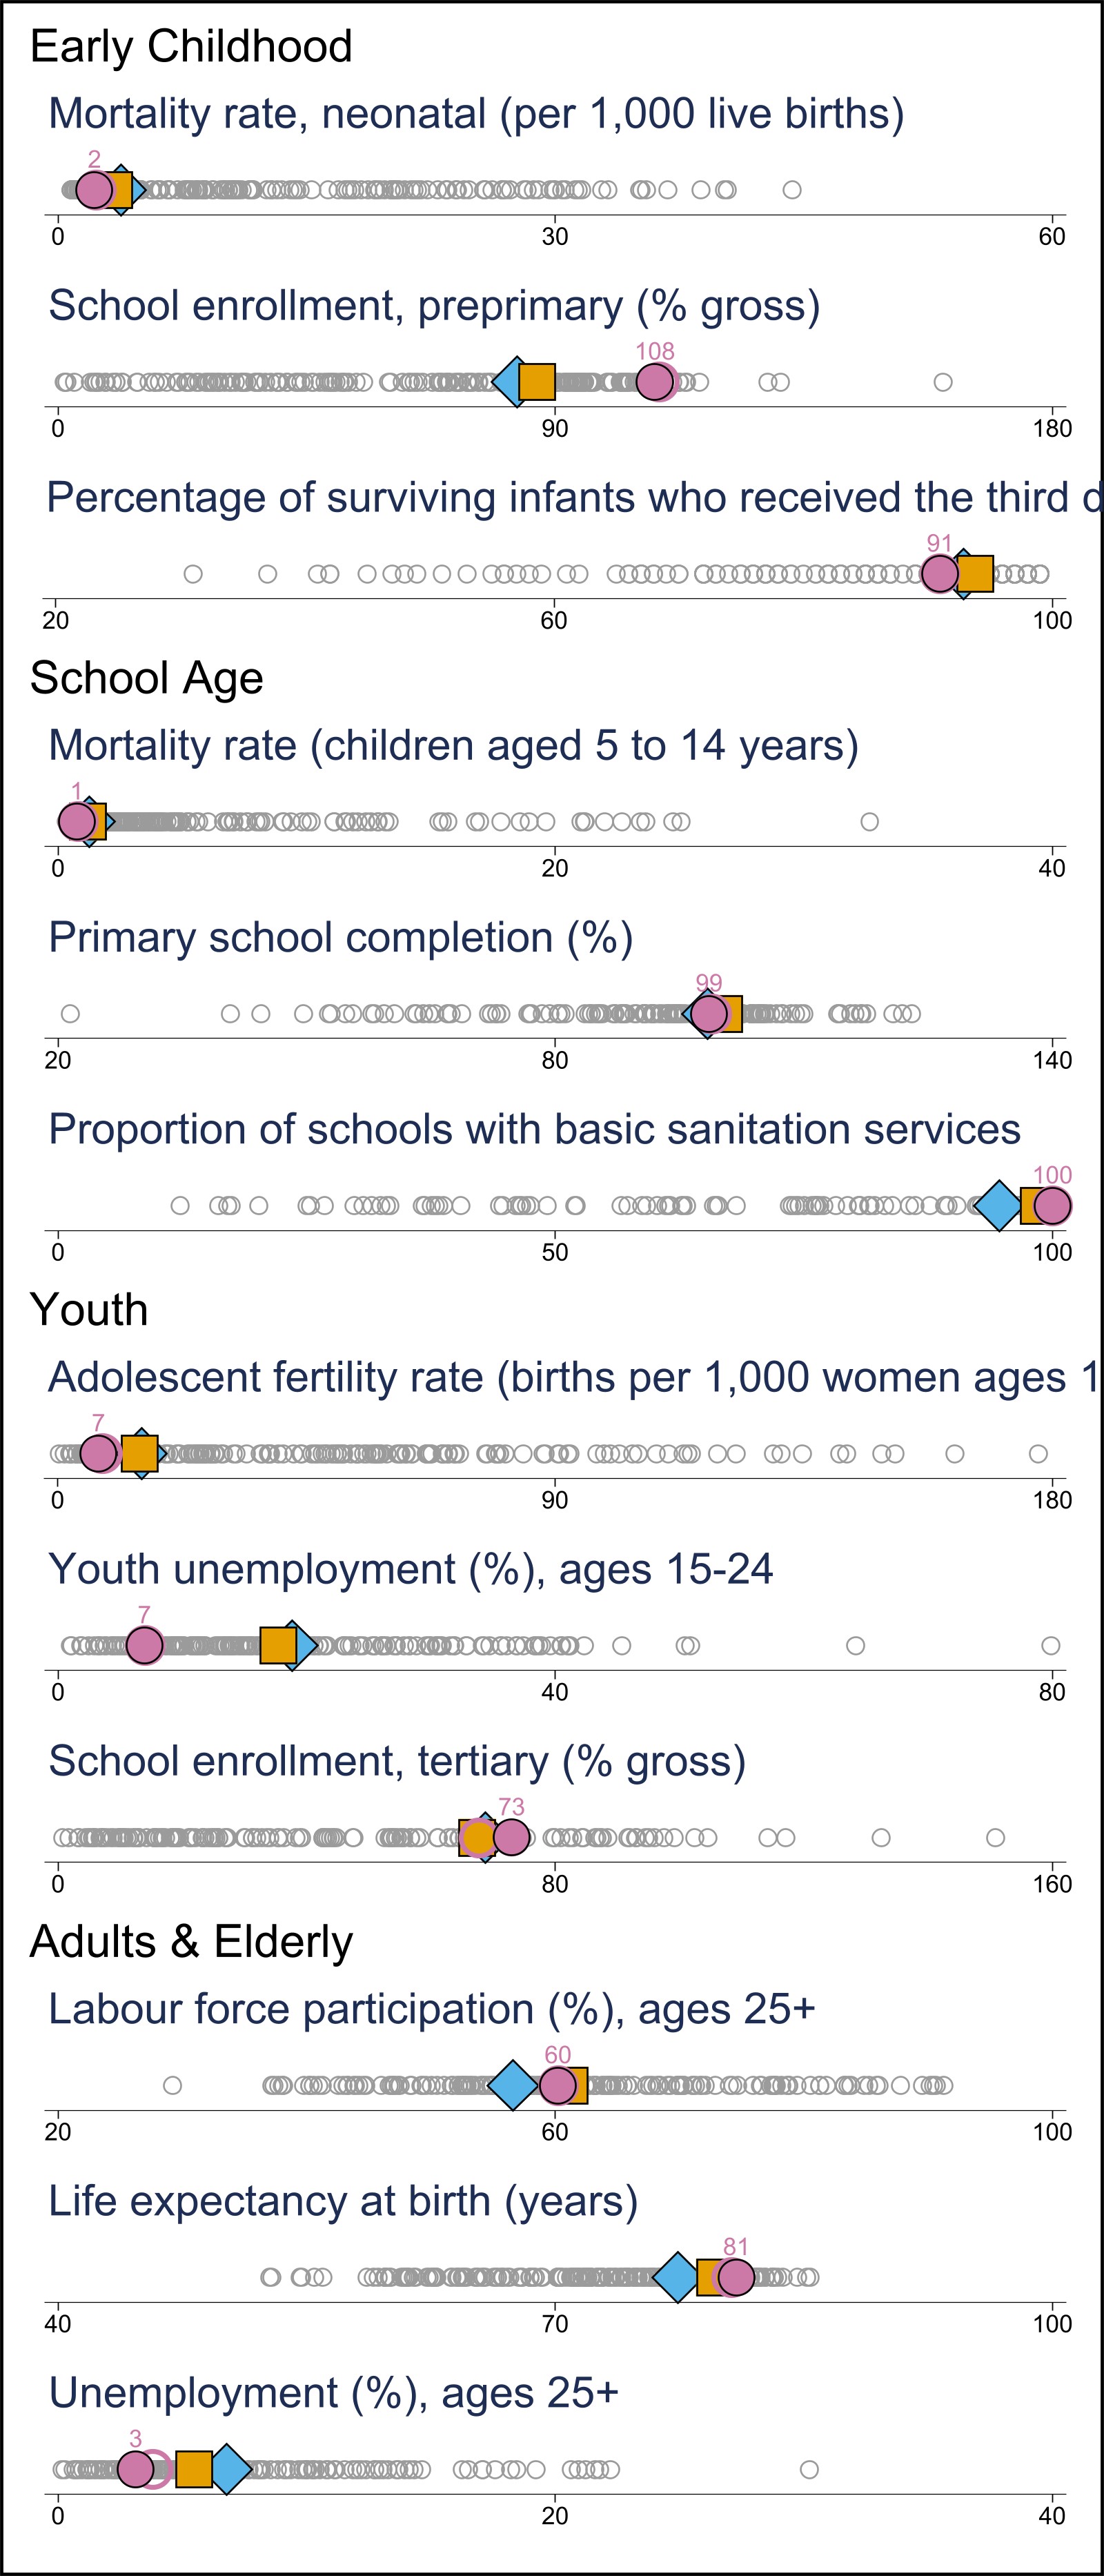 Early Childhood
Mortality rate, neonatal (per 1,000 live births)
2
0 30 60
School enrollment, preprimary (% gross)
108
0 90 180
Percentage of surviving infants who received the third d
91
20 60 100
School Age
Mortality rate (children aged 5 to 14 years)
1
0 20 40
Primary school completion (%)
99
20 80 140
Proportion of schools with basic sanitation services
100
0 50 100
Youth
Adolescent fertility rate (births per 1,000 women ages 1
7
0 90 180
Youth unemployment (%), ages 15-24
7
0 40 80
School enrollment, tertiary (% gross)
73
0 80 160
Adults & Elderly
Labour force participation (%), ages 25+
60
20 60 100
Life expectancy at birth (years)
81
40 70 100
Unemployment (%), ages 25+
3
0 20 40